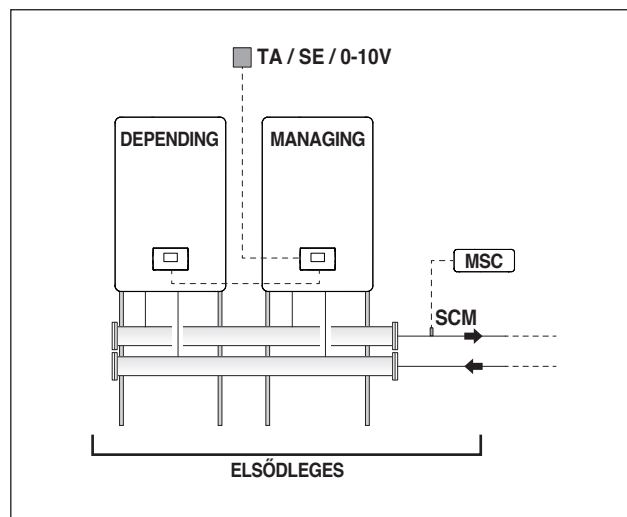 TA / SE / 0-10V
DEPENDING
MANAGING
MSC
SCM
ELSŐDLEGES